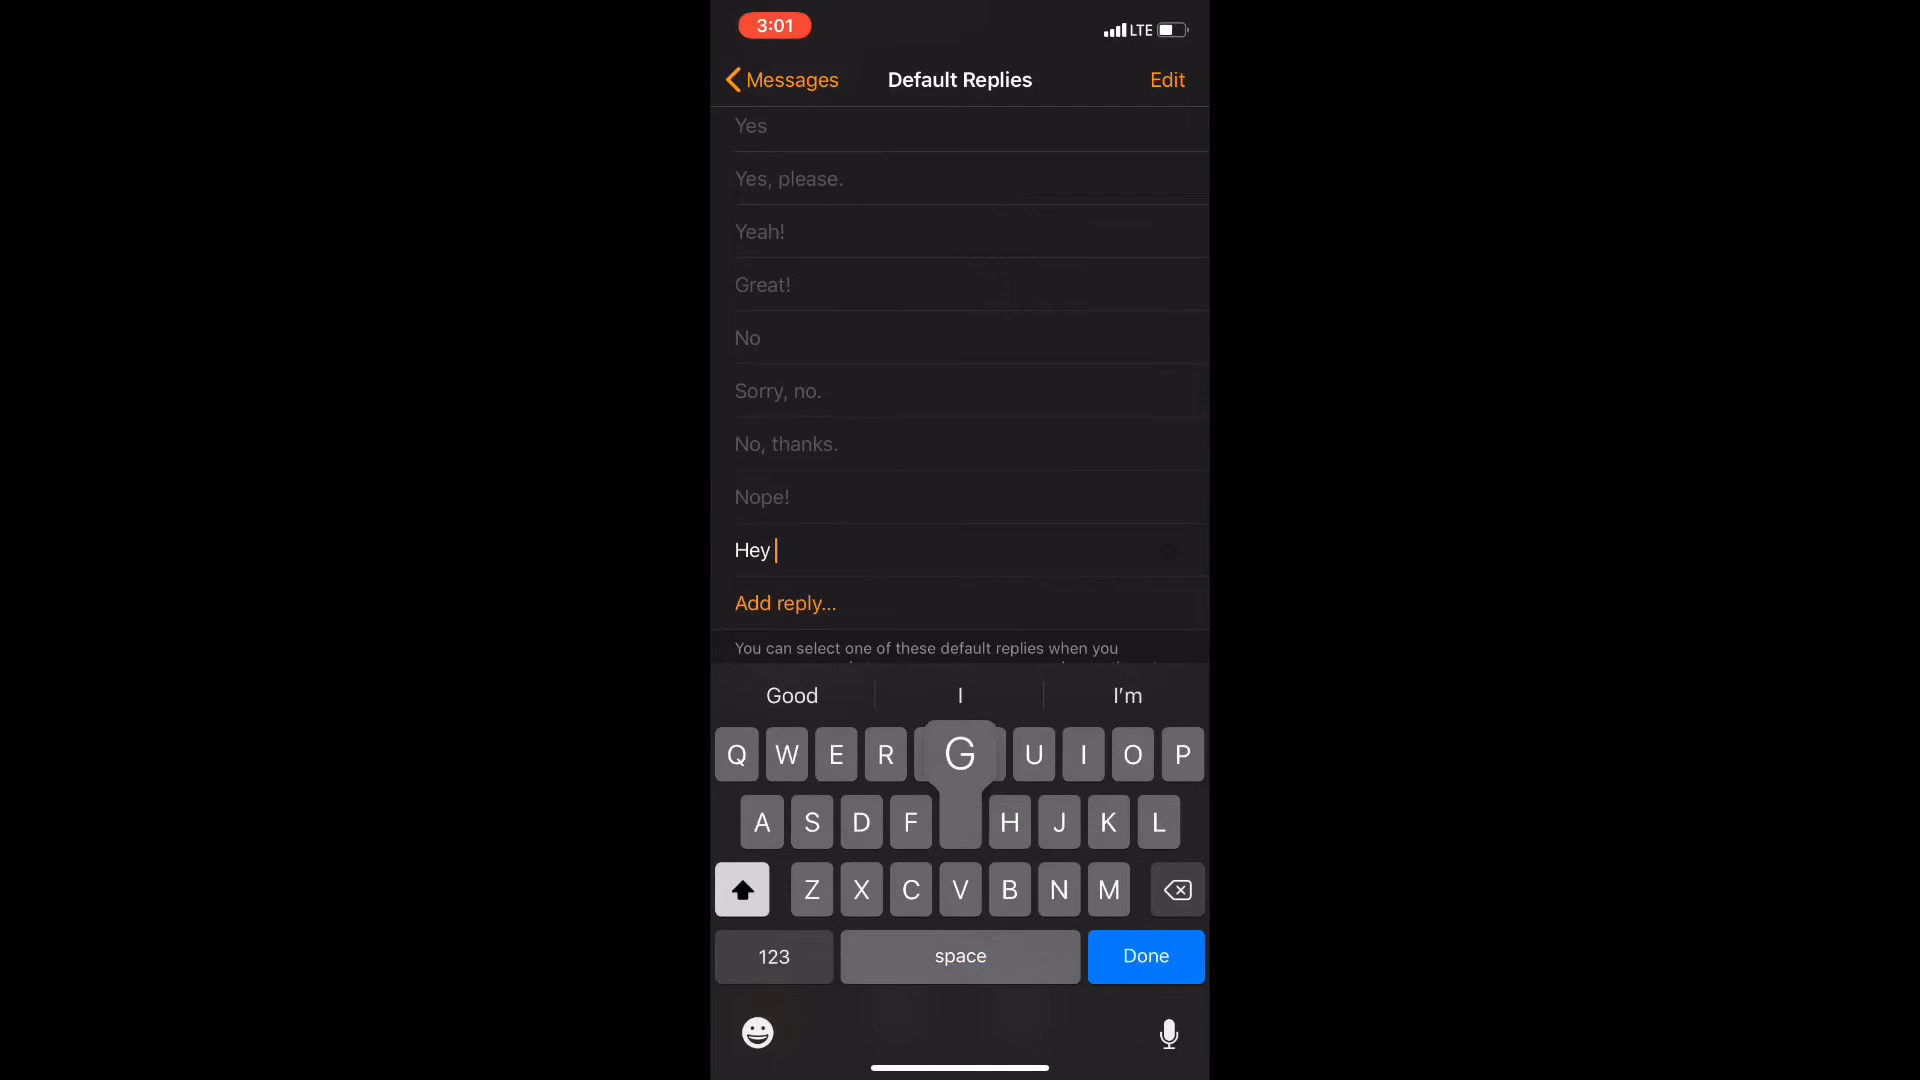 3:01
LTE
Messages
Default Replies
Edit
Yes
Yes, please.
Yeah!
Great!
No
Sorry, no.
No, thanks.
Nope!
Hey
Add reply...
You can select one of these default replies when you
Good I I'm
Q W E R G U I O P
A S D F H J K L
Z X C V B N M
123 space Done